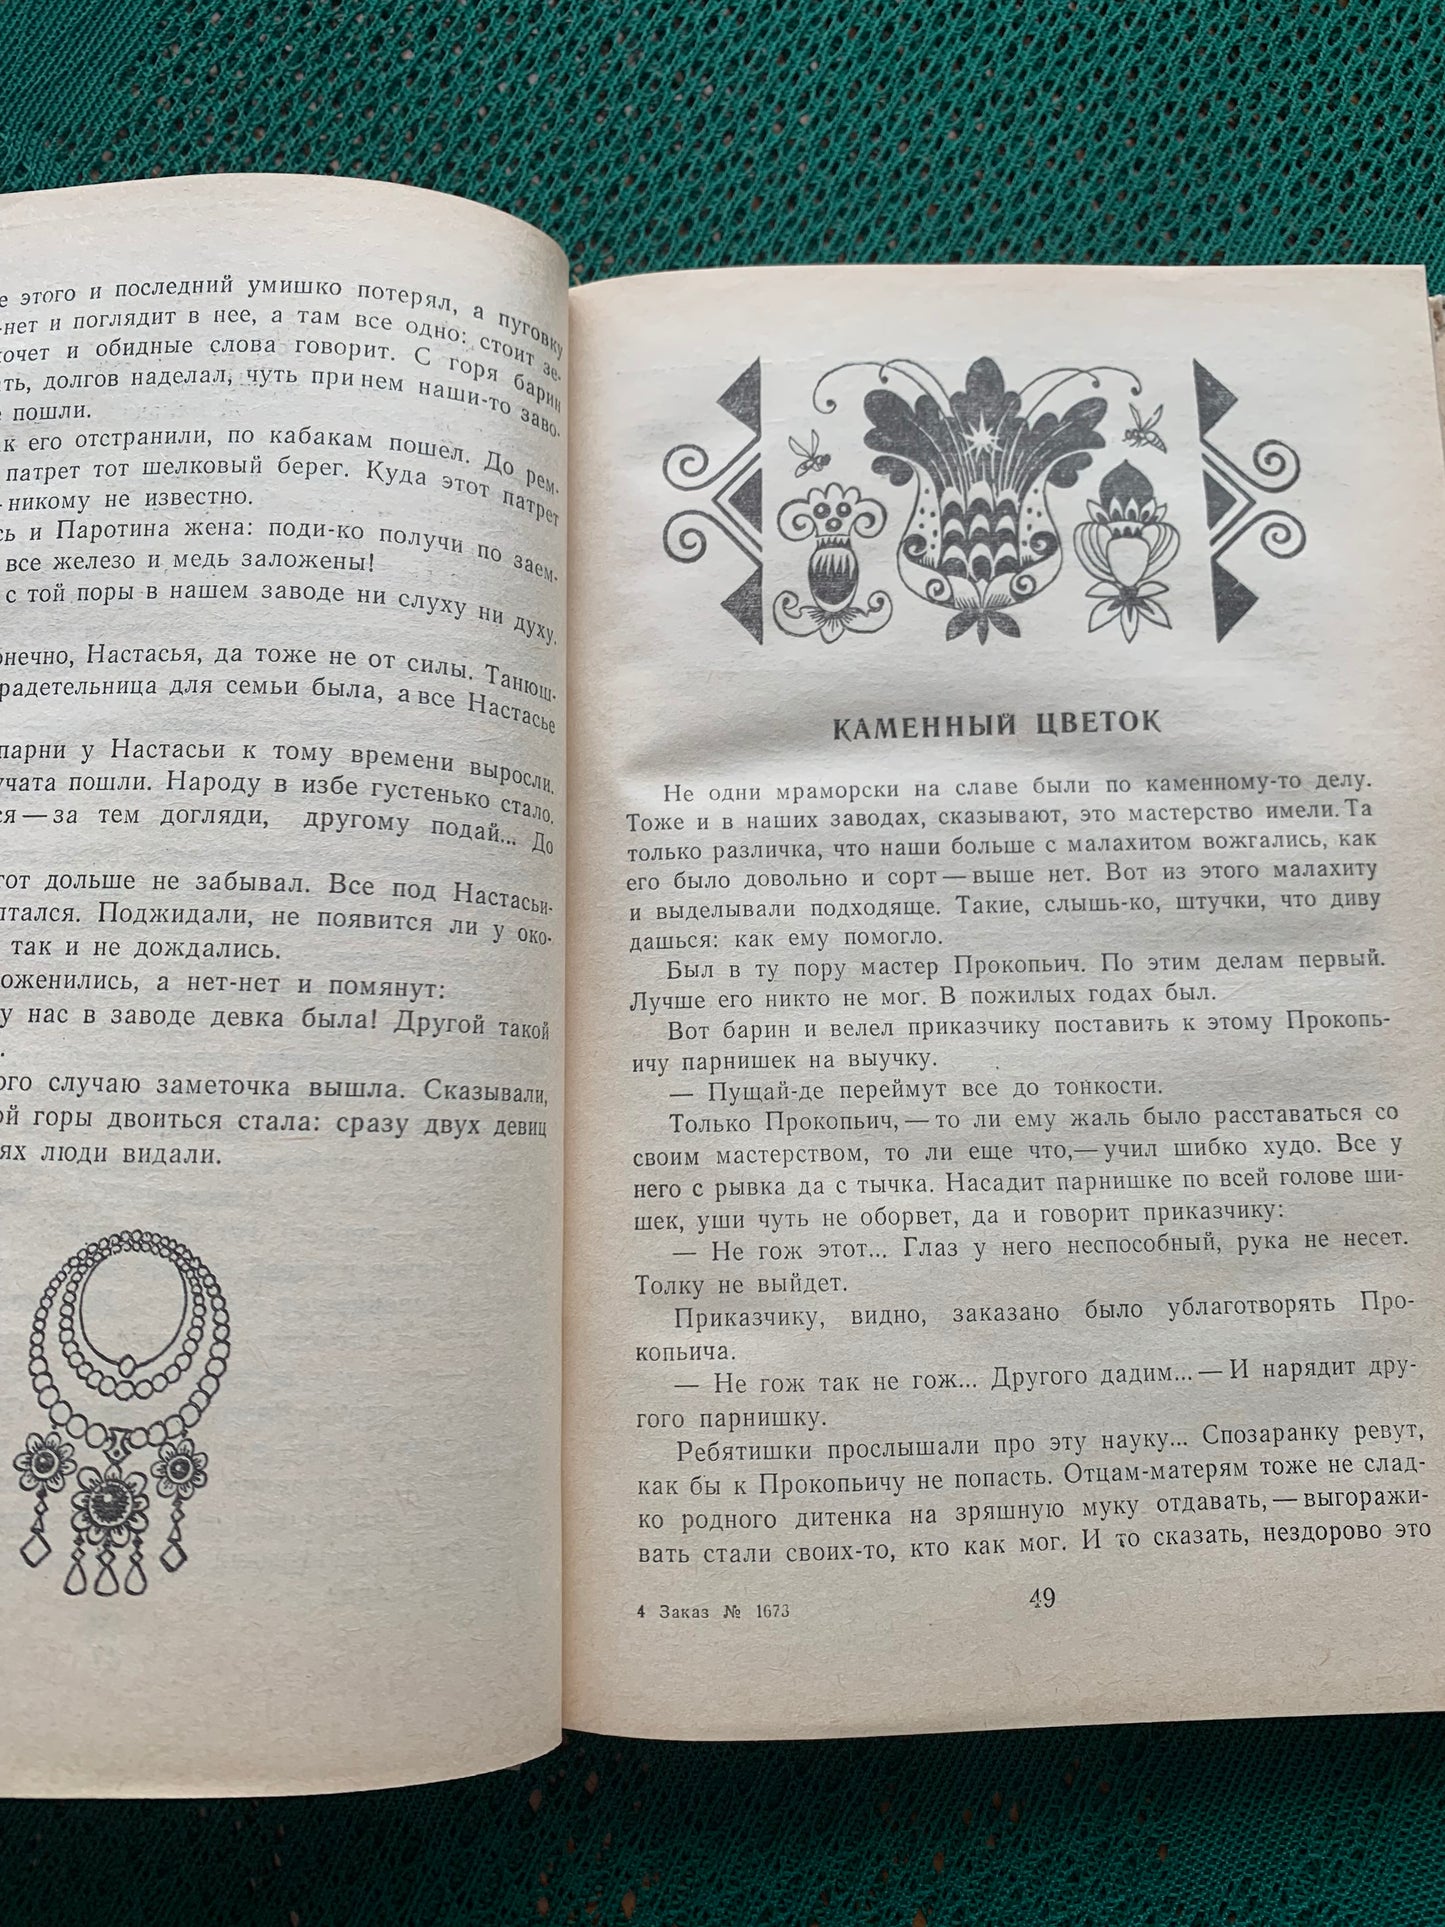 этого и последний умишко потерял, а пуговку
-нет и поглядит в нее, а там все одно: стоит зе-
хочет и обидные слова говорит. С горя барин
ать, долгов наделал, чуть при нем наши-то заво-
е пошли.
ак его отстранили, по кабакам пошел. До рем-
патрет тот шелковый берег. Куда этот патрет
— никому не известно.
сь и Паротина жена: поди-ко получи по заем-
все железо и медь заложены!
с той поры в нашем заводе ни слуху ни духу.
онечно, Настасья, да тоже не от силы. Танюш-
радетельница для семьи была, а все Настасье
парни у Настасьи к тому времени выросли.
учата пошли. Народу в избе густенько стало.
ся — за тем догляди, другому подай... До
тот дольше не забывал. Все под Настасьи-
птался. Поджидали, не появится ли у око-
так и не дождались.
оженились, а нет-нет и помянут:
у нас в заводе девка была! Другой такой
.
ого случаю заметочка вышла. Сказывали,
ой горы двоиться стала: сразу двух девиц
ях люди видали.
КАМЕННЫЙ ЦВЕТОК
Не одни мраморски на славе были по каменному-то делу.
Тоже и в наших заводах, сказывают, это мастерство имели. Та
только различка, что наши больше с малахитом вожгались, как
его было довольно и сорт — выше нет. Вот из этого малахиту
и выделывали подходяще. Такие, слышь-ко, штучки, что диву
дашься: как ему помогло.
Был в ту пору мастер Прокопьич. По этим делам первый.
Лучше его никто не мог. В пожилых годах был.
Вот барин и велел приказчику поставить к этому Прокопь-
ичу парнишек на выучку.
— Пущай-де переймут все до тонкости.
Только Прокопьич, — то ли ему жаль было расставаться со
своим мастерством, то ли еще что, — учил шибко худо. Все у
него с рывка да с тычка. Насадит парнишке по всей голове ши-
шек, уши чуть не оборвет, да и говорит приказчику:
— Не гож этот... Глаз у него неспособный, рука не несет.
Толку не выйдет.
Приказчику, видно, заказано было ублаготворять Про-
копьича.
— Не гож так не гож... Другого дадим... — И нарядит дру-
гого парнишку.
Ребятишки прослышали про эту науку... Спозаранку ревут,
как бы к Прокопьичу не попасть. Отцам-матерям тоже не слад-
ко родного дитенка на зряшную муку отдавать, — выгоражи-
вать стали своих-то, кто как мог. И то сказать, нездорово это
4 Заказ № 1673
49